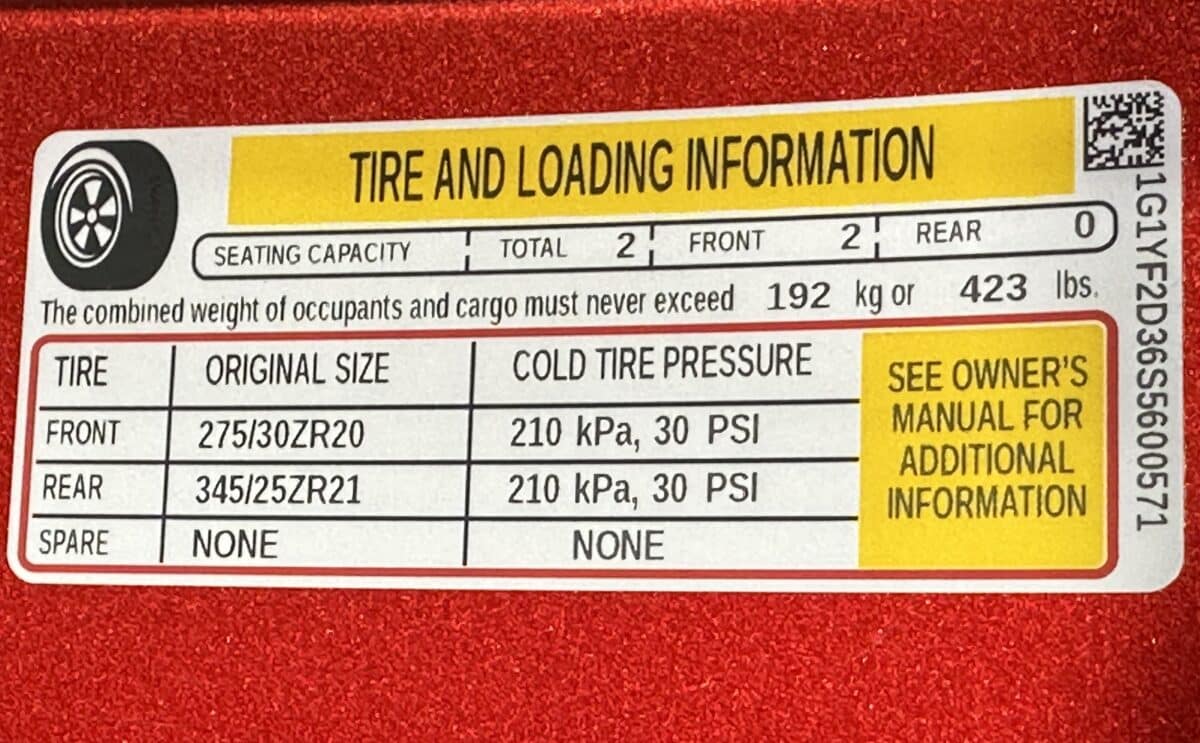 TIRE AND LOADING INFORMATION
SEATING CAPACITY TOTAL 2 FRONT 2 REAR 0
The combined weight of occupants and cargo must never exceed 192 kg or 423 lbs.
TIRE ORIGINAL SIZE COLD TIRE PRESSURE
FRONT 275/30ZR20 210 kPa, 30 PSI
REAR 345/25ZR21 210 kPa, 30 PSI
SPARE NONE NONE
SEE OWNER'S
MANUAL FOR
ADDITIONAL
INFORMATION
1G1YF2D36S5600571